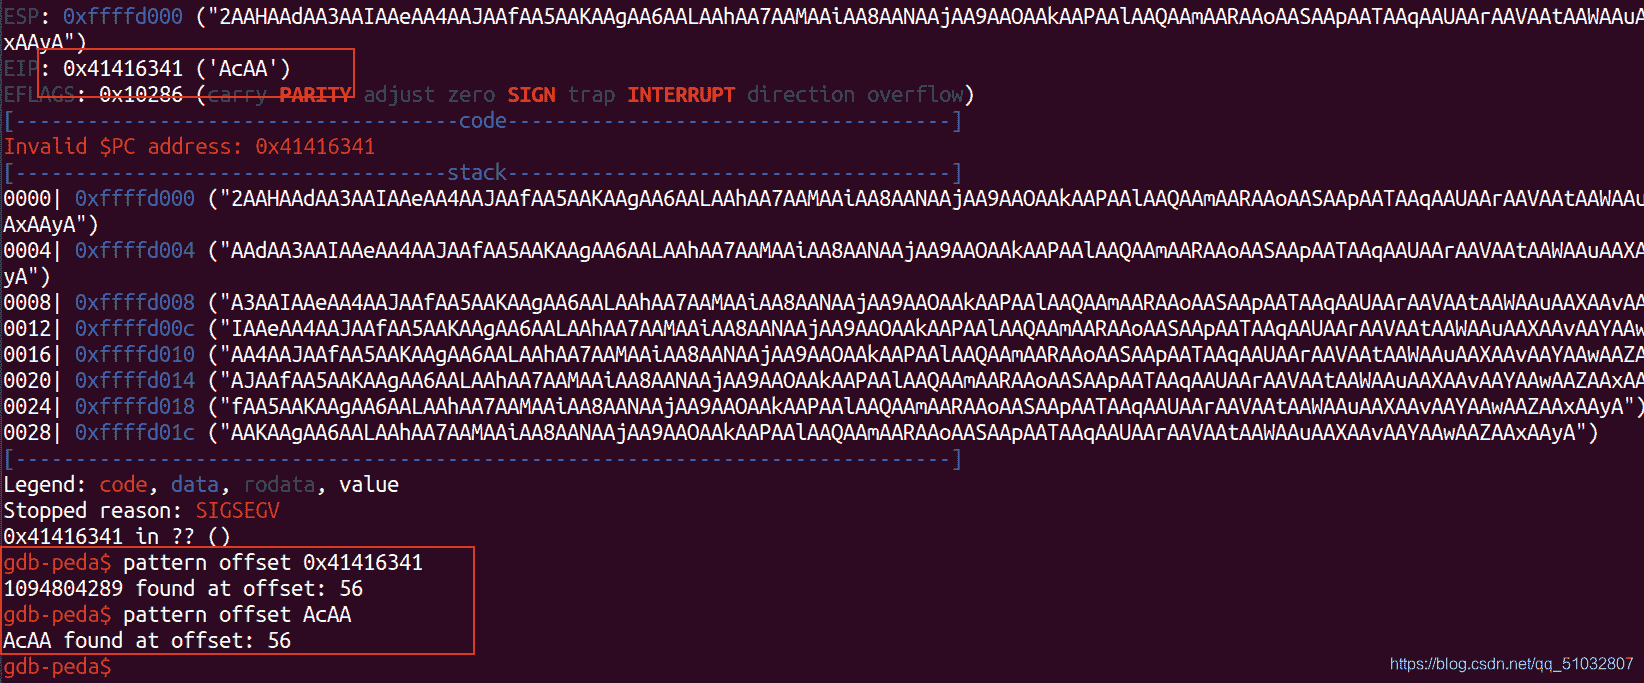 ESP: 0xffffd000 ("2AAHAAdAA3AAIAAeAA4AAJAAfAA5AAKAAgAA6AALAAhAA7AAMAAiAA8AANAAjAA9AAOAAkAAPAAlAAQAAmAARAAoAASAApAATAAqAAUAArAAVAAtAAWAAu
xAAyA")
EIP: 0x41416341 ('AcAA')
EFLAGS: 0x10286 (carry PARITY adjust zero SIGN trap INTERRUPT direction overflow)
[-------------------------------------code-------------------------------------]
Invalid $PC address: 0x41416341
[------------------------------------stack-------------------------------------]
0000| 0xffffd000 ("2AAHAAdAA3AAIAAeAA4AAJAAfAA5AAKAAgAA6AALAAhAA7AAMAAiAA8AANAAjAA9AAOAAkAAPAAlAAQAAmAARAAoAASAApAATAAqAAUAArAAVAAtAAWAAu
AxAAyA")
0004| 0xffffd004 ("AAdAA3AAIAAeAA4AAJAAfAA5AAKAAgAA6AALAAhAA7AAMAAiAA8AANAAjAA9AAOAAkAAPAAlAAQAAmAARAAoAASAApAATAAqAAUAArAAVAAtAAWAAuAAXA
yA")
0008| 0xffffd008 ("A3AAIAAeAA4AAJAAfAA5AAKAAgAA6AALAAhAA7AAMAAiAA8AANAAjAA9AAOAAkAAPAAlAAQAAmAARAAoAASAApAATAAqAAUAArAAVAAtAAWAAuAAXAAvAA
0012| 0xffffd00c ("IAAeAA4AAJAAfAA5AAKAAgAA6AALAAhAA7AAMAAiAA8AANAAjAA9AAOAAkAAPAAlAAQAAmAARAAoAASAApAATAAqAAUAArAAVAAtAAWAAuAAXAAvAAYAAw
0016| 0xffffd010 ("AA4AAJAAfAA5AAKAAgAA6AALAAhAA7AAMAAiAA8AANAAjAA9AAOAAkAAPAAlAAQAAmAARAAoAASAApAATAAqAAUAArAAVAAtAAWAAuAAXAAvAAYAAwAAZA
0020| 0xffffd014 ("AJAAfAA5AAKAAgAA6AALAAhAA7AAMAAiAA8AANAAjAA9AAOAAkAAPAAlAAQAAmAARAAoAASAApAATAAqAAUAArAAVAAtAAWAAuAAXAAvAAYAAwAAZAAxAA
0024| 0xffffd018 ("fAA5AAKAAgAA6AALAAhAA7AAMAAiAA8AANAAjAA9AAOAAkAAPAAlAAQAAmAARAAoAASAApAATAAqAAUAArAAVAAtAAWAAuAAXAAvAAYAAwAAZAAxAAyA")
0028| 0xffffd01c ("AAKAAgAA6AALAAhAA7AAMAAiAA8AANAAjAA9AAOAAkAAPAAlAAQAAmAARAAoAASAApAATAAqAAUAArAAVAAtAAWAAuAAXAAvAAYAAwAAZAAxAAyA")
[------------------------------------------------------------------------------]
Legend: code, data, rodata, value
Stopped reason: SIGSEGV
0x41416341 in ?? ()
gdb-peda$ pattern offset 0x41416341
1094804289 found at offset: 56
gdb-peda$ pattern offset AcAA
AcAA found at offset: 56
gdb-peda$
https://blog.csdn.net/qq_51032807